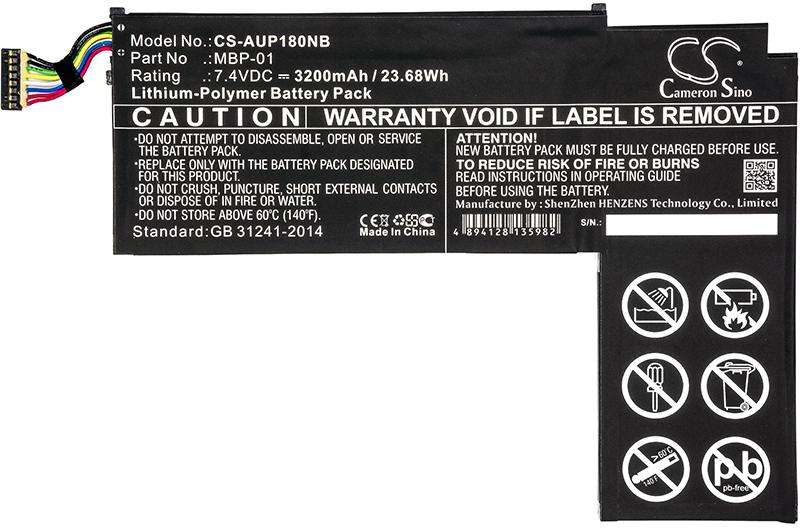 Model No.:CS-AUP180NB
Part No :MBP-01
Rating :7.4VDC ⎓ 3200mAh / 23.68Wh
Lithium-Polymer Battery Pack
CS
Cameron Sino
CAUTION WARRANTY VOID IF LABEL IS REMOVED
•DO NOT ATTEMPT TO DISASSEMBLE, OPEN OR SERVICE
THE BATTERY PACK.
•REPLACE ONLY WITH THE BATTERY PACK DESIGNATED
FOR THIS PRODUCT.
•DO NOT CRUSH, PUNCTURE, SHORT EXTERNAL CONTACTS
OR DISPOSE OF IN FIRE OR WATER.
•DO NOT STORE ABOVE 60°C (140°F).
Standard:GB 31241-2014
CE
Made In China
ATTENTION!
NEW BATTERY PACK MUST BE FULLY CHARGED BEFORE USE.
TO REDUCE RISK OF FIRE OR BURNS
READ INSTRUCTIONS IN OPERATING GUIDE
BEFORE USING BATTERY.
Manufacture by : ShenZhen HENZENS Technology Co., Limited
4 894128 135982
S/N.:
>60°C
140°F
pb
pb-free